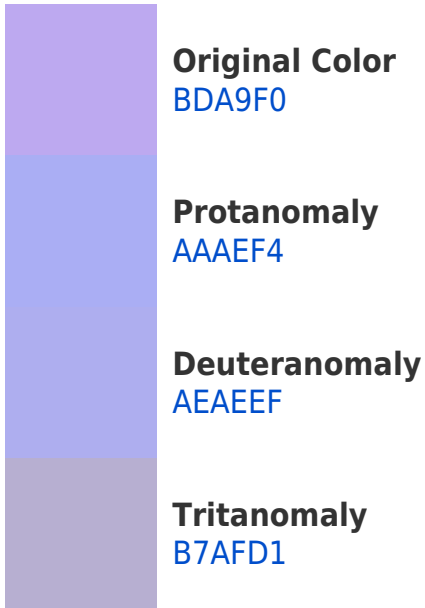 Original Color
BDA9F0
Protanomaly
AAAEF4
Deuteranomaly
AEAEEF
Tritanomaly
B7AFD1